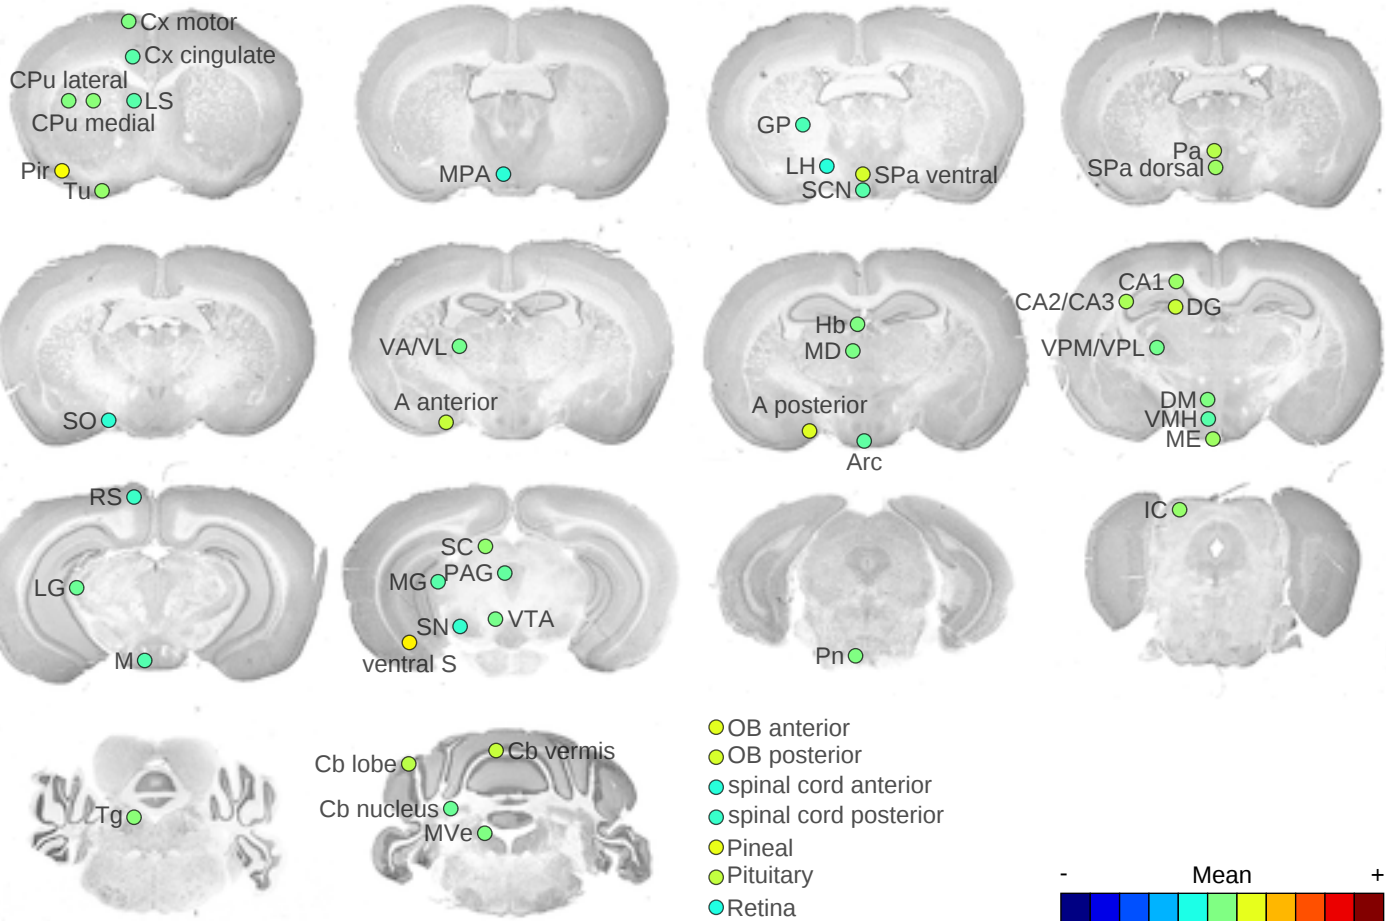 Cx motor
Cx cingulate
CPu lateral
LS
CPu medial
Pir
Tu
MPA
GP
LH
SPa ventral
SCN
Pa
SPa dorsal
SO
VA/VL
A anterior
Hb
MD
A posterior
Arc
CA1
CA2/CA3
DG
VPM/VPL
DM
VMH
ME
RS
LG
M
SC
MG
PAG
SN
VTA
ventral S
Pn
IC
Tg
Cb lobe
Cb vermis
Cb nucleus
MVe
OB anterior
OB posterior
spinal cord anterior
spinal cord posterior
Pineal
Pituitary
Retina
- Mean +